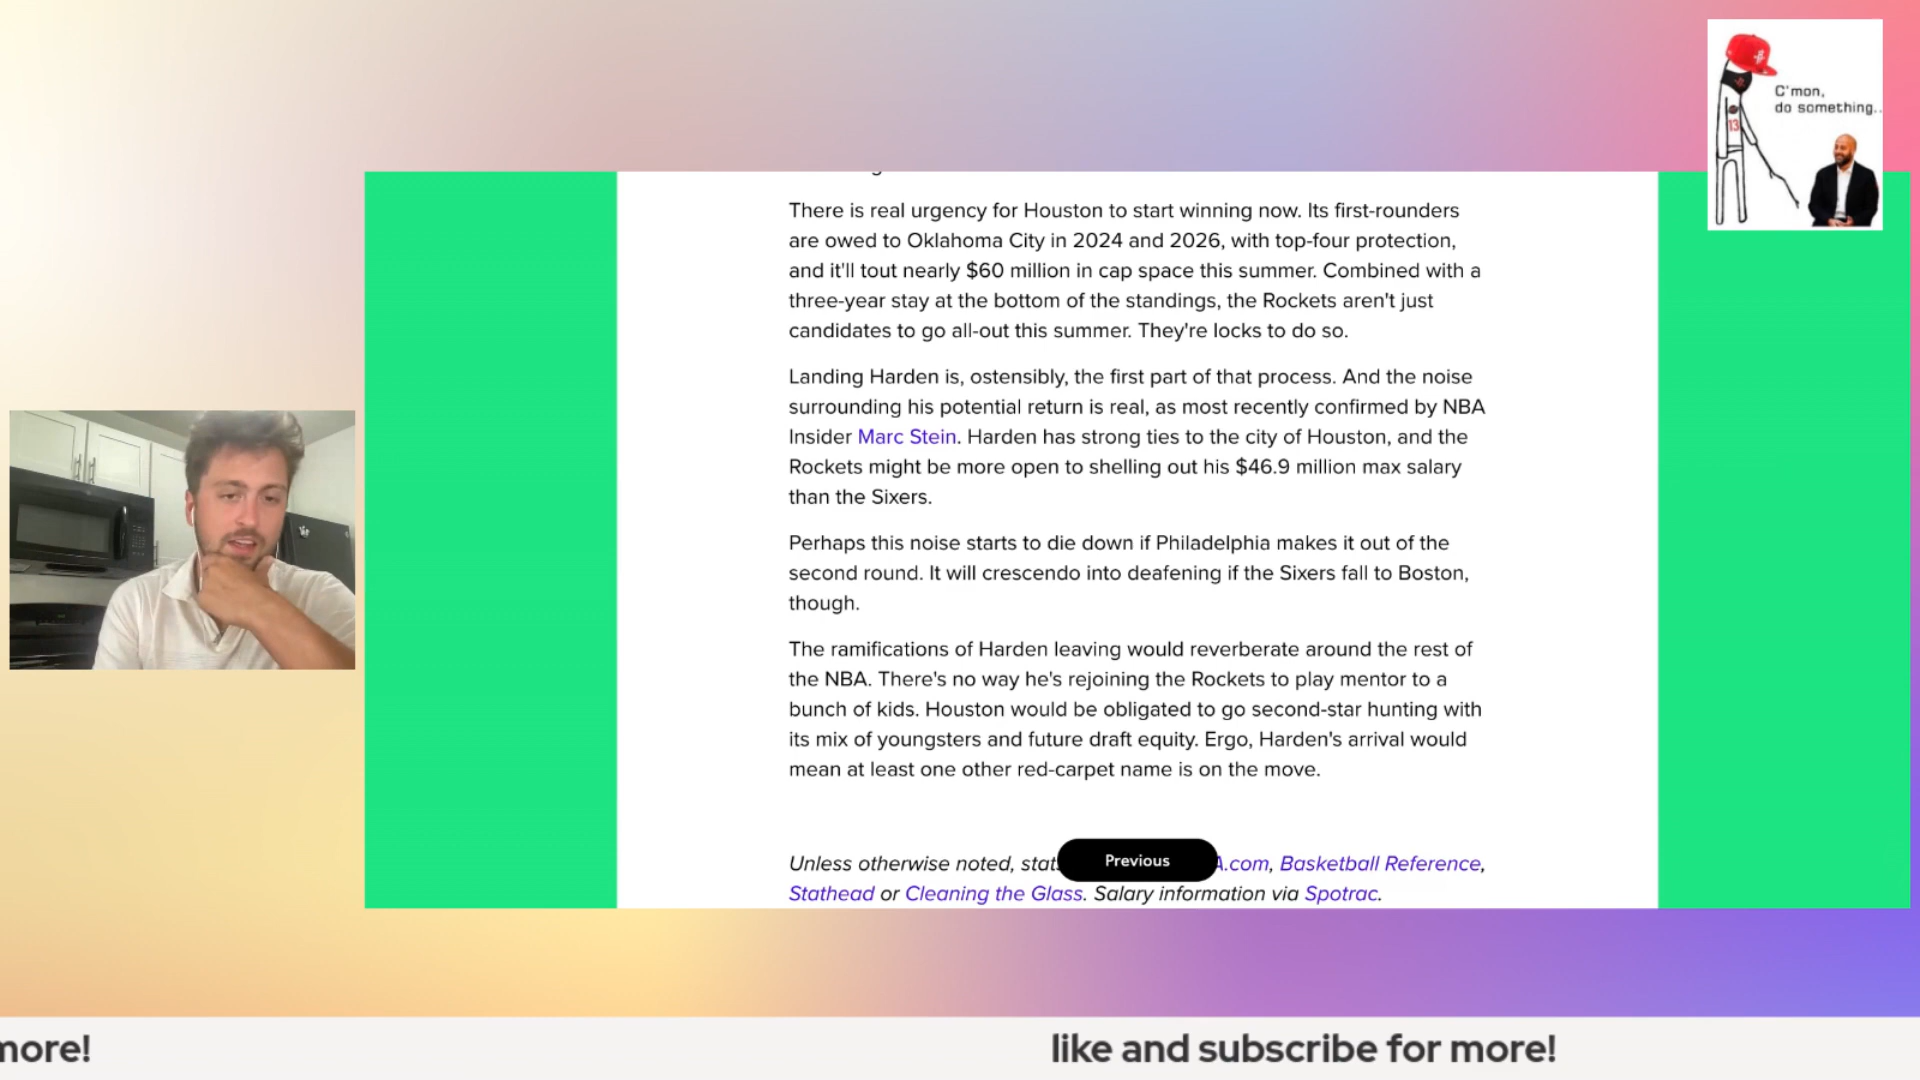 C'mon,
do something..
13
There is real urgency for Houston to start winning now. Its first-rounders
are owed to Oklahoma City in 2024 and 2026, with top-four protection,
and it'll tout nearly $60 million in cap space this summer. Combined with a
three-year stay at the bottom of the standings, the Rockets aren't just
candidates to go all-out this summer. They're locks to do so.
Landing Harden is, ostensibly, the first part of that process. And the noise
surrounding his potential return is real, as most recently confirmed by NBA
Insider Marc Stein. Harden has strong ties to the city of Houston, and the
Rockets might be more open to shelling out his $46.9 million max salary
than the Sixers.
Perhaps this noise starts to die down if Philadelphia makes it out of the
second round. It will crescendo into deafening if the Sixers fall to Boston,
though.
The ramifications of Harden leaving would reverberate around the rest of
the NBA. There's no way he's rejoining the Rockets to play mentor to a
bunch of kids. Houston would be obligated to go second-star hunting with
its mix of youngsters and future draft equity. Ergo, Harden's arrival would
mean at least one other red-carpet name is on the move.
Unless otherwise noted, stat Previous A.com, Basketball Reference,
Stathead or Cleaning the Glass. Salary information via Spotrac.
more! like and subscribe for more!